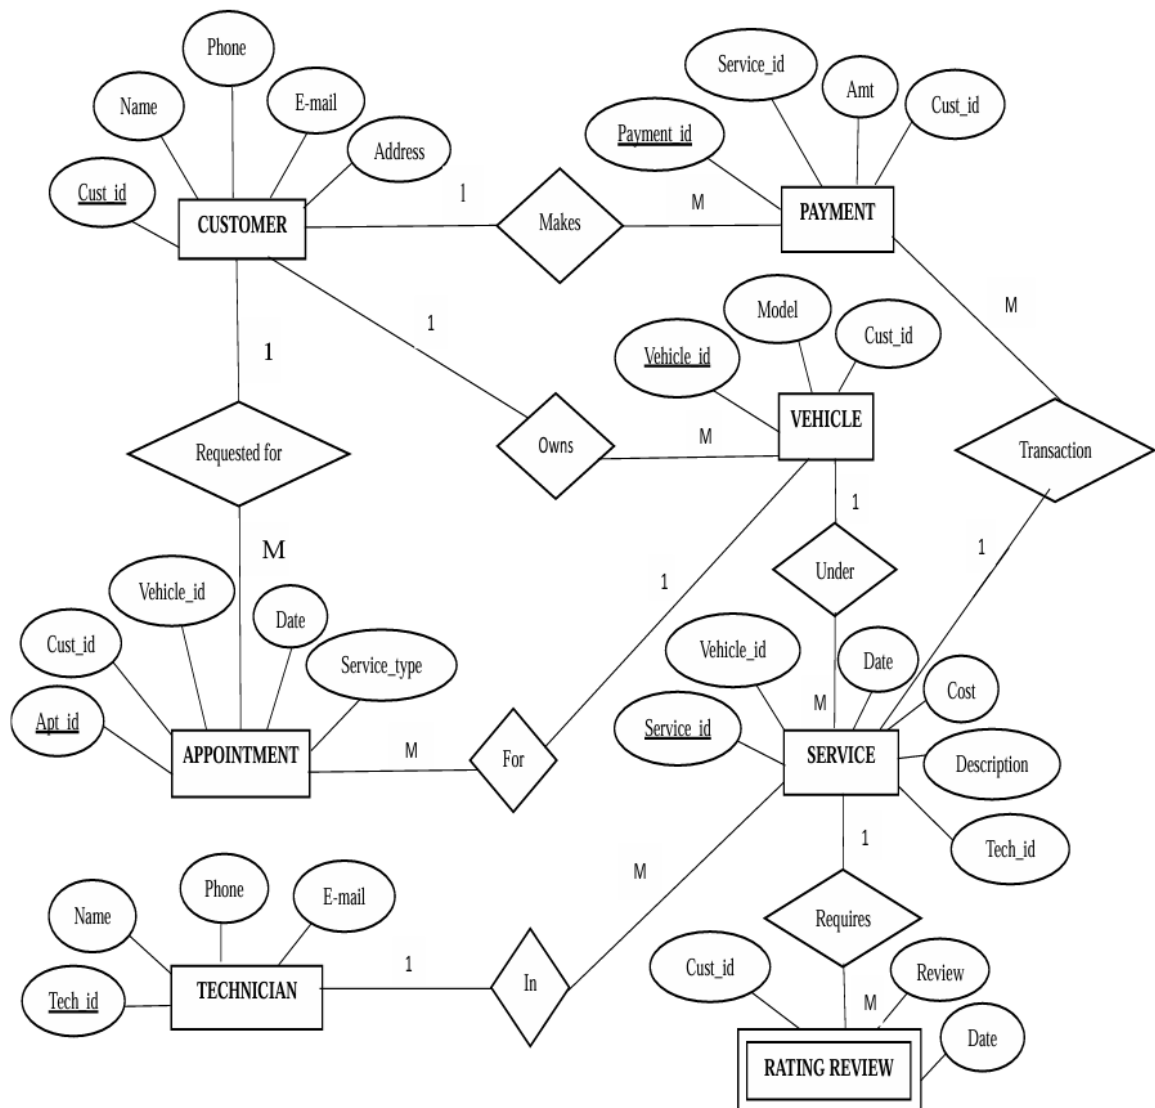 Phone
Service_id
Name
E-mail
Amt
Cust_id
Payment_id
Address
Cust_id
CUSTOMER
1
Makes
M
PAYMENT
Model
M
1
Vehicle_id
Cust_id
1
VEHICLE
Requested for
Owns
M
Transaction
1
M
1
Under
1
Vehicle_id
Date
Cust_id
Service_type
Vehicle_id
Date
Cost
Apt_id
M
Service_id
APPOINTMENT
M
For
SERVICE
Description
1
Tech_id
M
Phone
E-mail
Name
Requires
1
Cust_id
Review
Tech_id
TECHNICIAN
In
M
Date
RATING REVIEW